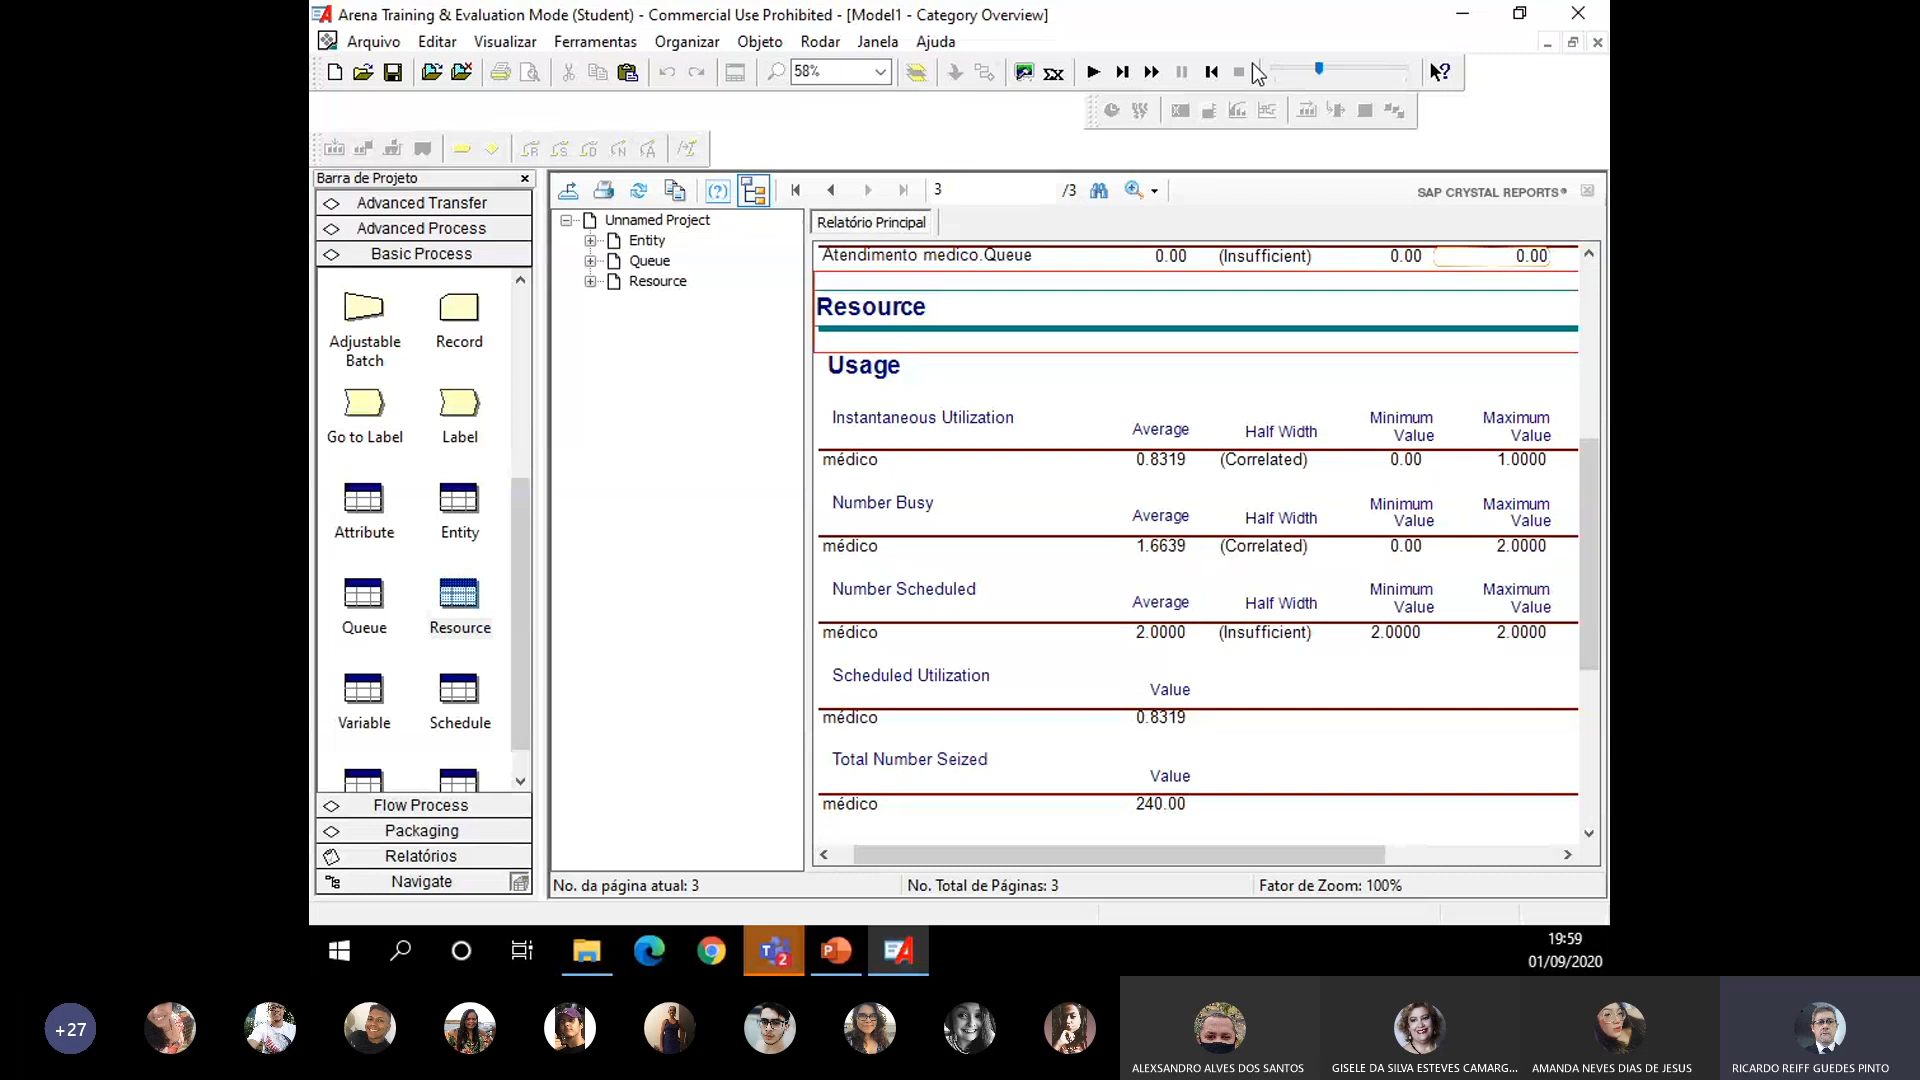 Arena Training & Evaluation Mode (Student) - Commercial Use Prohibited - [Model1 - Category Overview]
Arquivo Editar Visualizar Ferramentas Organizar Objeto Rodar Janela Ajuda
58%
Barra de Projeto
Advanced Transfer
Advanced Process
Basic Process
Adjustable Batch
Record
Go to Label
Label
Attribute
Entity
Queue
Resource
Variable
Schedule
Flow Process
Packaging
Relatórios
Navigate
3 /3
SAP CRYSTAL REPORTS®
Unnamed Project
Entity
Queue
Resource
Relatório Principal
Atendimento medico.Queue 0.00 (Insufficient) 0.00 0.00
Resource
Usage
Instantaneous Utilization Average Half Width Minimum Value Maximum Value
médico 0.8319 (Correlated) 0.00 1.0000
Number Busy Average Half Width Minimum Value Maximum Value
médico 1.6639 (Correlated) 0.00 2.0000
Number Scheduled Average Half Width Minimum Value Maximum Value
médico 2.0000 (Insufficient) 2.0000 2.0000
Scheduled Utilization Value
médico 0.8319
Total Number Seized Value
médico 240.00
No. da página atual: 3 No. Total de Páginas: 3 Fator de Zoom: 100%
19:59
01/09/2020
+27
ALEXSANDRO ALVES DOS SANTOS
GISELE DA SILVA ESTEVES CAMARG...
AMANDA NEVES DIAS DE JESUS
RICARDO REIFF GUEDES PINTO